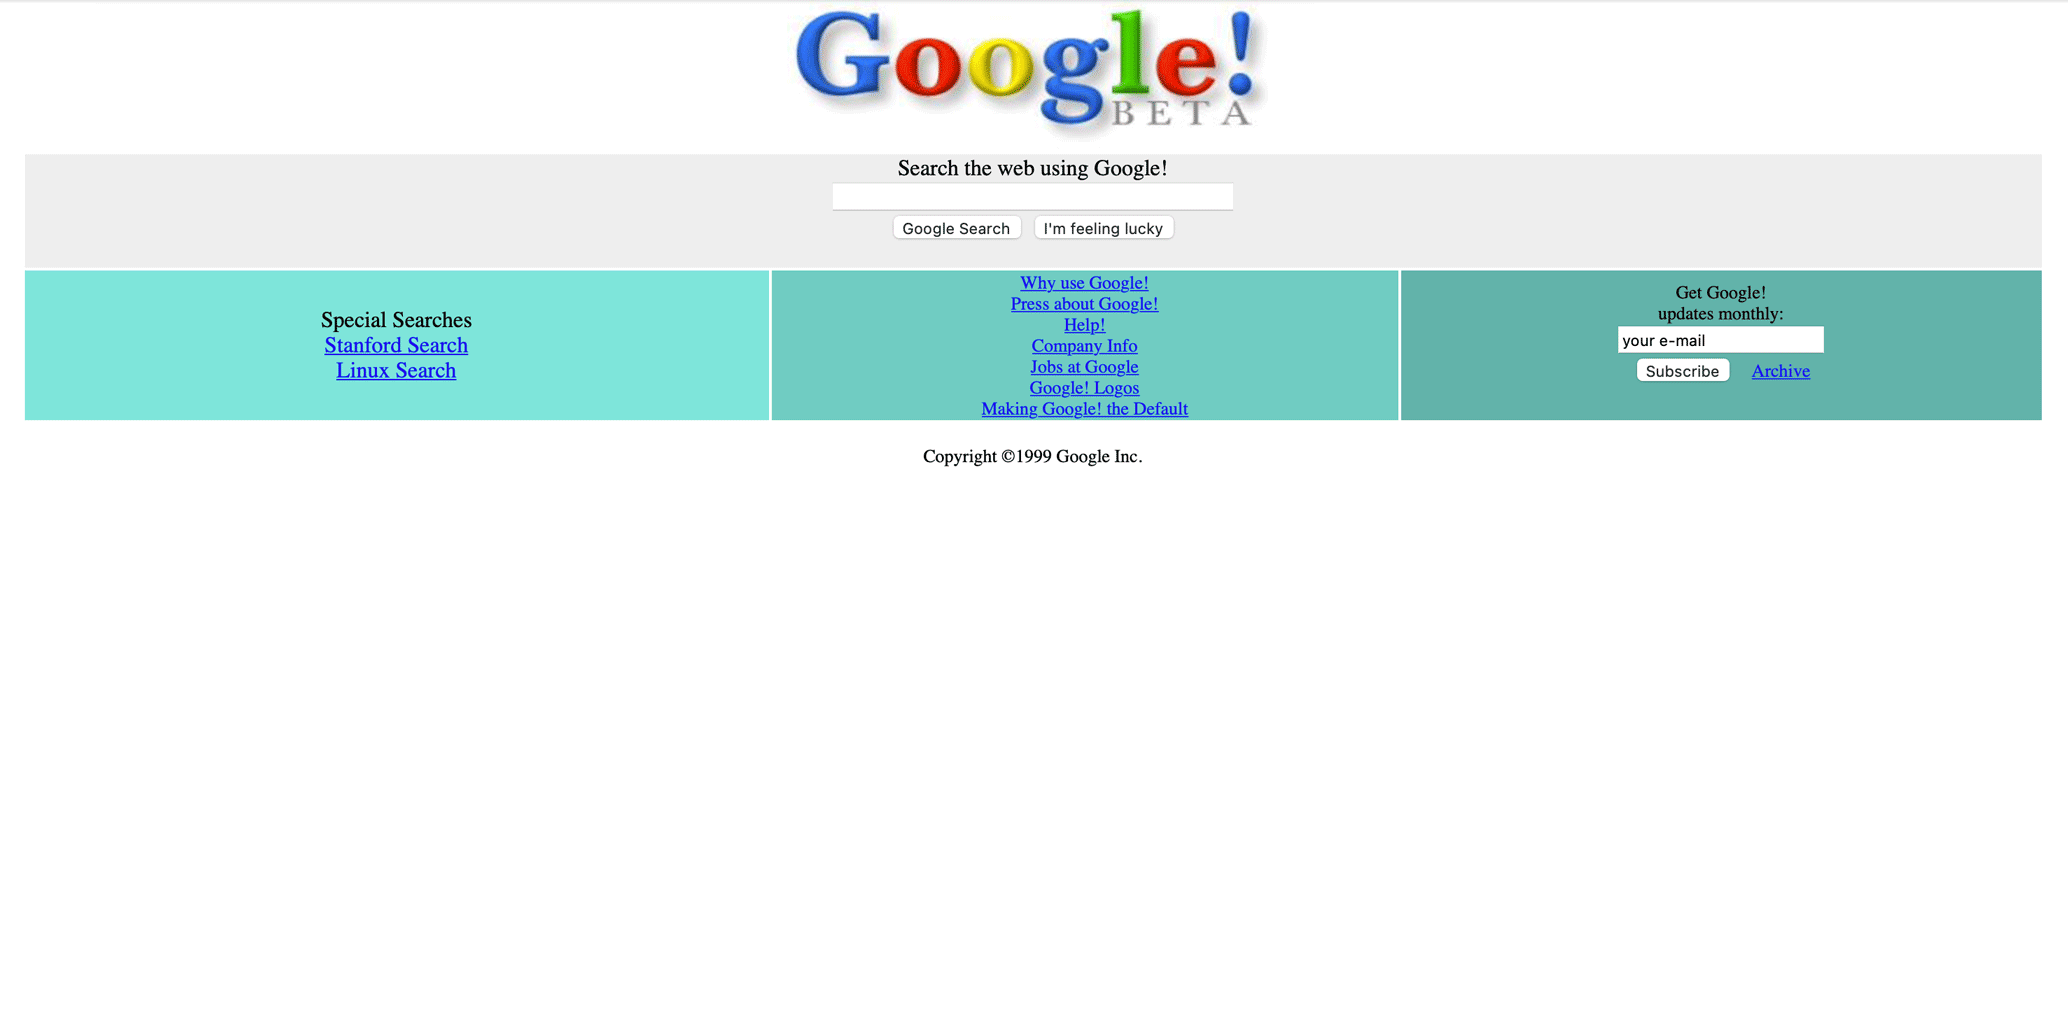 Google!
BETA
Search the web using Google!
Google Search I'm feeling lucky
Special Searches
Stanford Search
Linux Search
Why use Google!
Press about Google!
Help!
Company Info
Jobs at Google
Google! Logos
Making Google! the Default
Get Google!
updates monthly:
your e-mail
Subscribe Archive
Copyright ©1999 Google Inc.